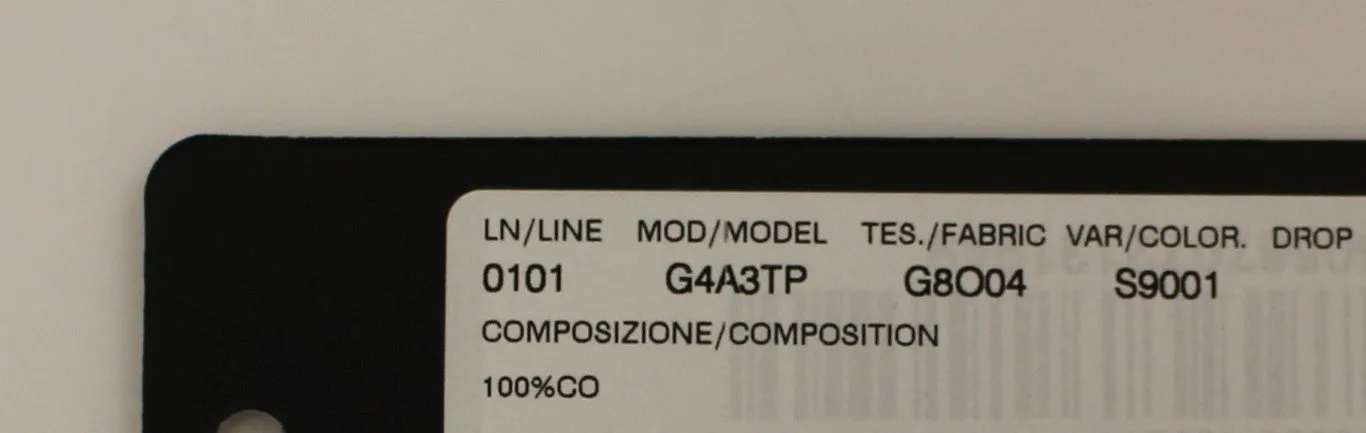 LN/LINE MOD/MODEL TES./FABRIC VAR/COLOR. DROP
0101 G4A3TP G8O04 S9001
COMPOSIZIONE/COMPOSITION
100%CO